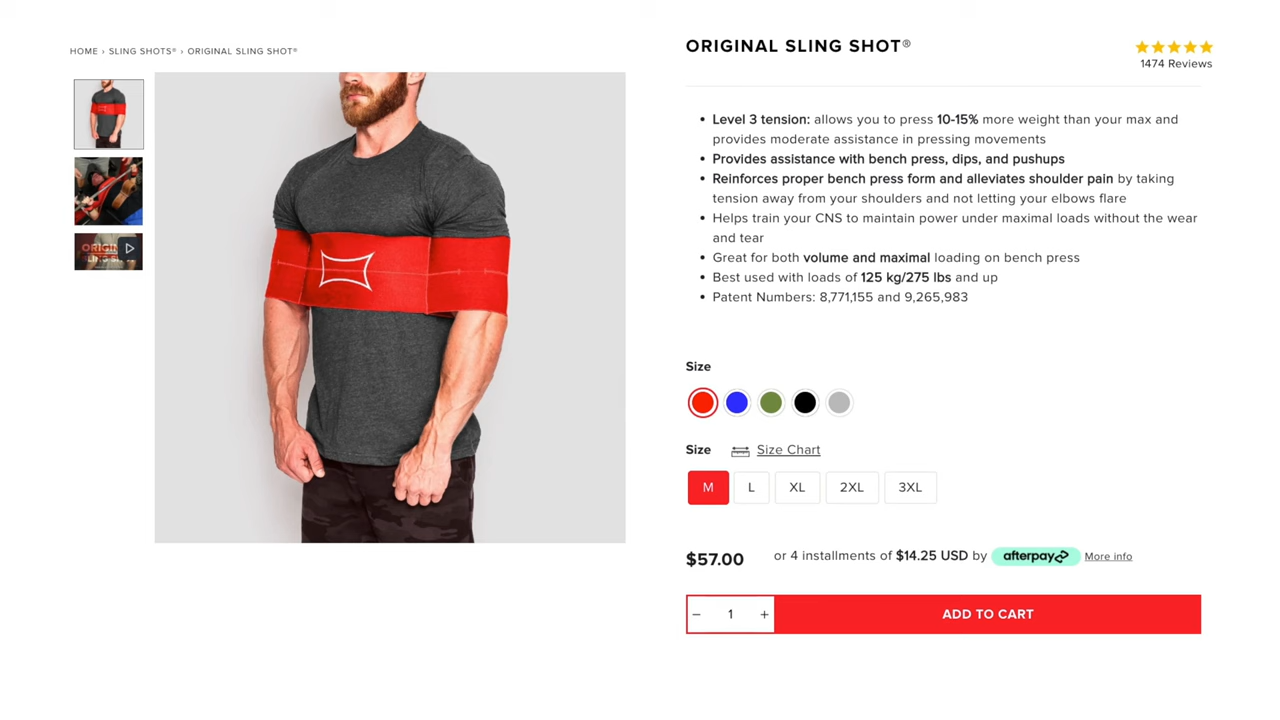 HOME › SLING SHOTS® › ORIGINAL SLING SHOT®
ORIGINAL SLING SHOT®
1474 Reviews
• Level 3 tension: allows you to press 10-15% more weight than your max and
provides moderate assistance in pressing movements
• Provides assistance with bench press, dips, and pushups
• Reinforces proper bench press form and alleviates shoulder pain by taking
tension away from your shoulders and not letting your elbows flare
• Helps train your CNS to maintain power under maximal loads without the wear
and tear
• Great for both volume and maximal loading on bench press
• Best used with loads of 125 kg/275 lbs and up
• Patent Numbers: 8,771,155 and 9,265,983
Size
Size Size Chart
M L XL 2XL 3XL
$57.00 or 4 installments of $14.25 USD by afterpay More info
− 1 + ADD TO CART